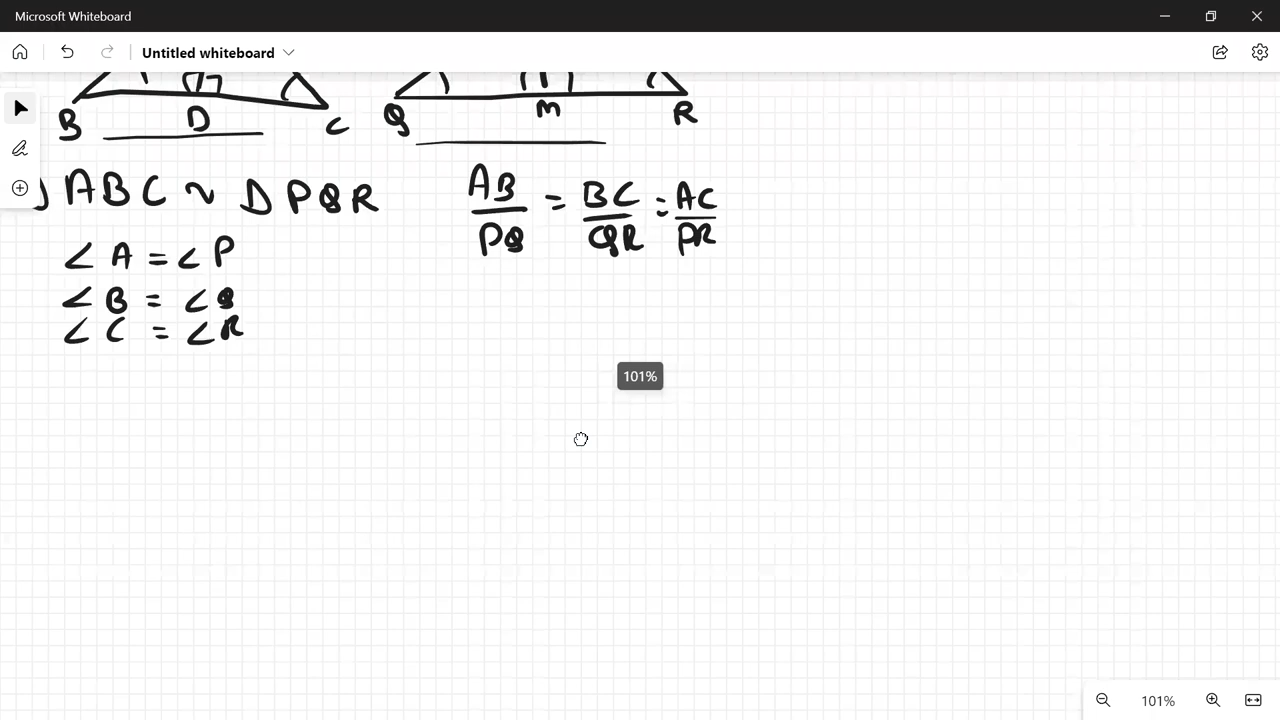 Microsoft Whiteboard
Untitled whiteboard
B D C Q M R
ABC ~ D PQR
AB/PQ = BC/QR = AC/PR
∠ A = ∠ P
∠ B = ∠ Q
∠ C = ∠ R
101%
101%